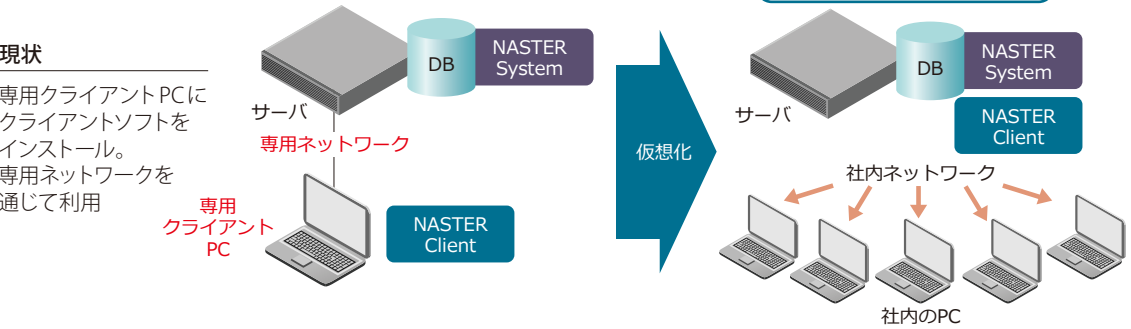 現状
専用クライアントPCに
クライアントソフトを
インストール。
専用ネットワークを
通じて利用
DB
NASTER
System
サーバ
専用ネットワーク
専用
クライアント
PC
NASTER
Client
仮想化
DB
NASTER
System
サーバ
NASTER
Client
社内ネットワーク
社内のPC